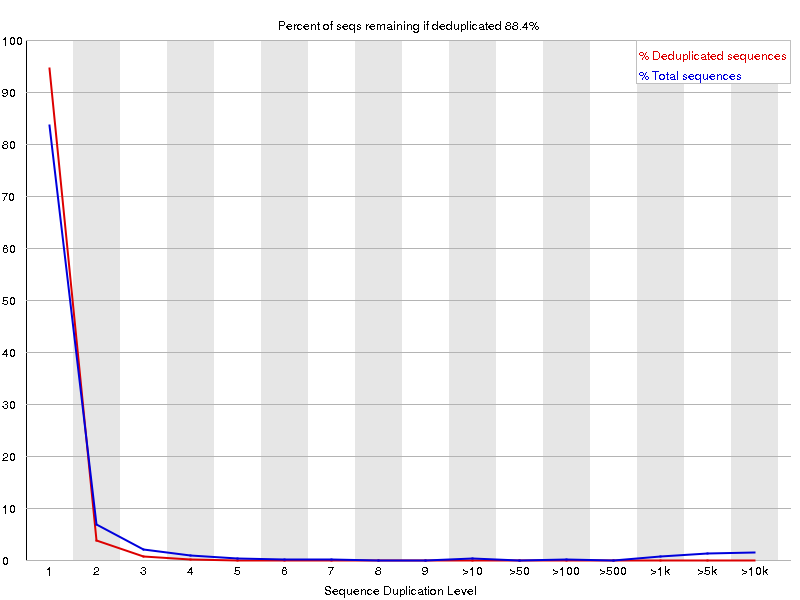 Percent of seqs remaining if deduplicated 88.4%
% Deduplicated sequences
% Total sequences
100
90
80
70
60
50
40
30
20
10
0
1 2 3 4 5 6 7 8 9 >10 >50 >100 >500 >1k >5k >10k
Sequence Duplication Level